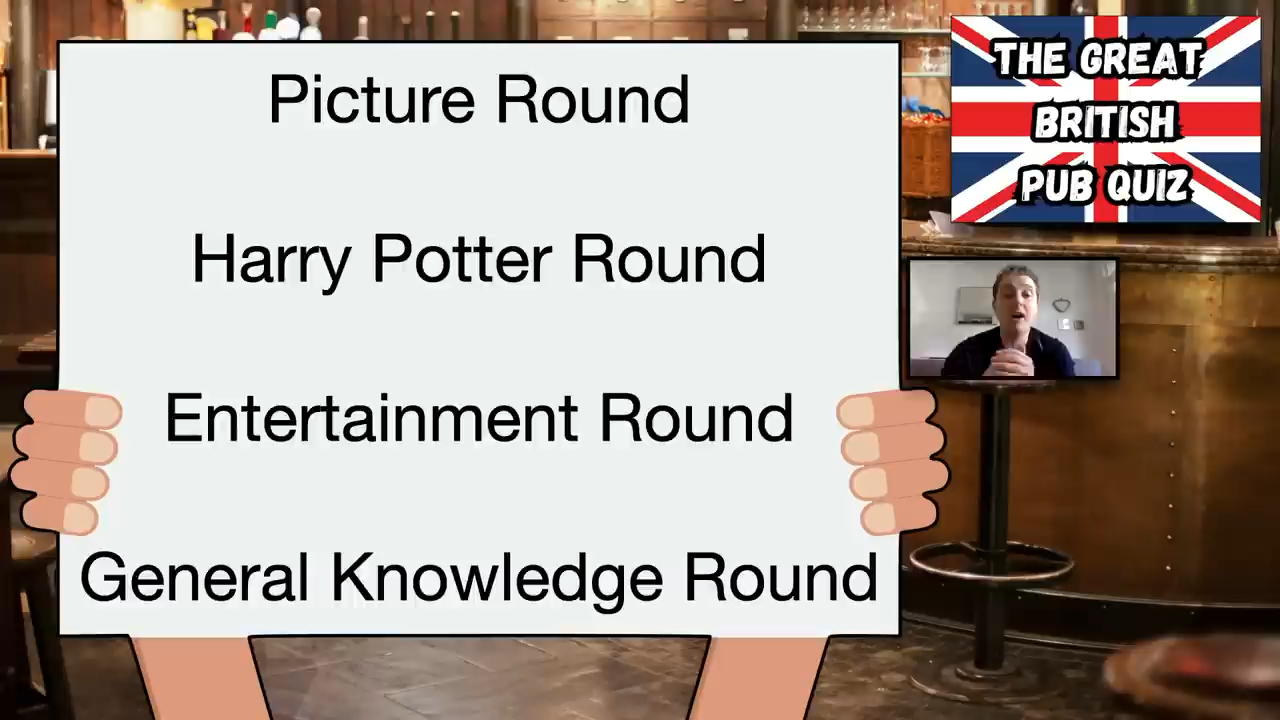 Picture Round
Harry Potter Round
Entertainment Round
General Knowledge Round
THE GREAT
BRITISH
PUB QUIZ